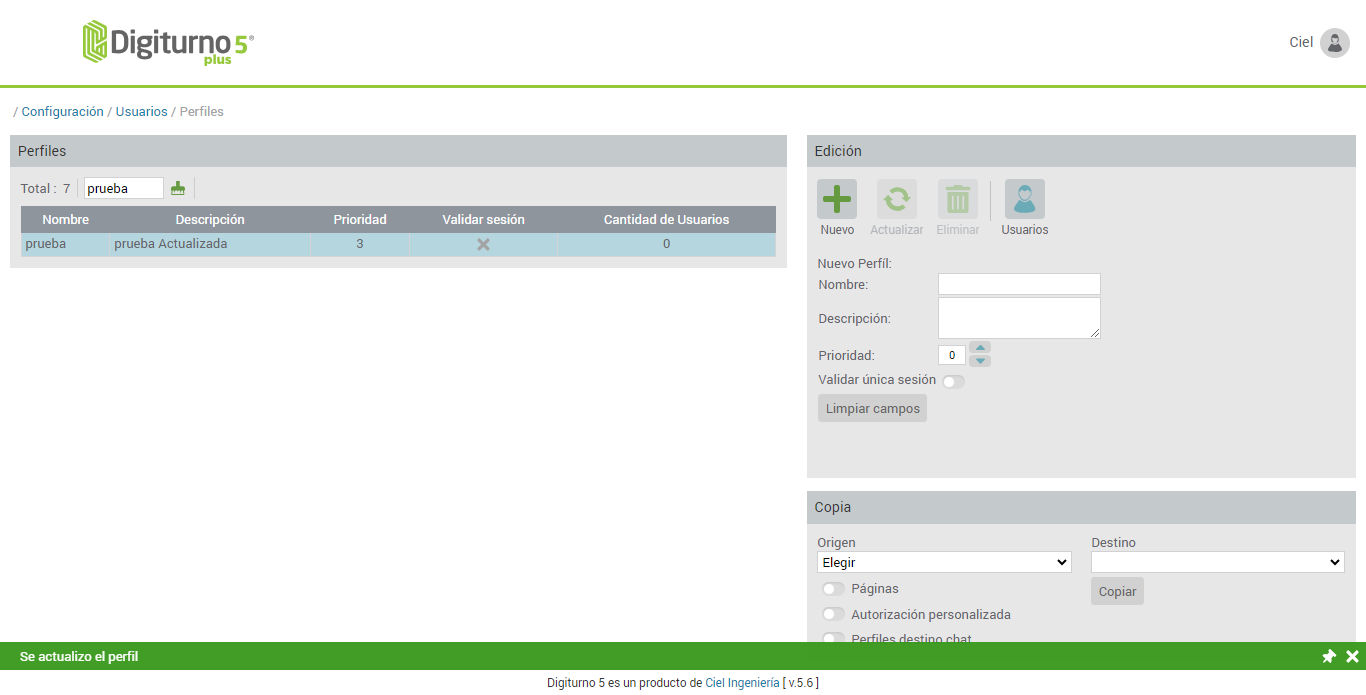 Digiturno 5®
plus
Ciel
/ Configuración / Usuarios / Perfiles
Perfiles
Total : 7 prueba
Nombre Descripción Prioridad Validar sesión Cantidad de Usuarios
prueba prueba Actualizada 3 0
Edición
Nuevo Actualizar Eliminar Usuarios
Nuevo Perfíl:
Nombre:
Descripción:
Prioridad: 0
Validar única sesión
Limpiar campos
Copia
Origen Destino
Elegir
Páginas Copiar
Autorización personalizada
Perfiles destino chat
Se actualizo el perfil
Digiturno 5 es un producto de Ciel Ingeniería [ v.5.6 ]